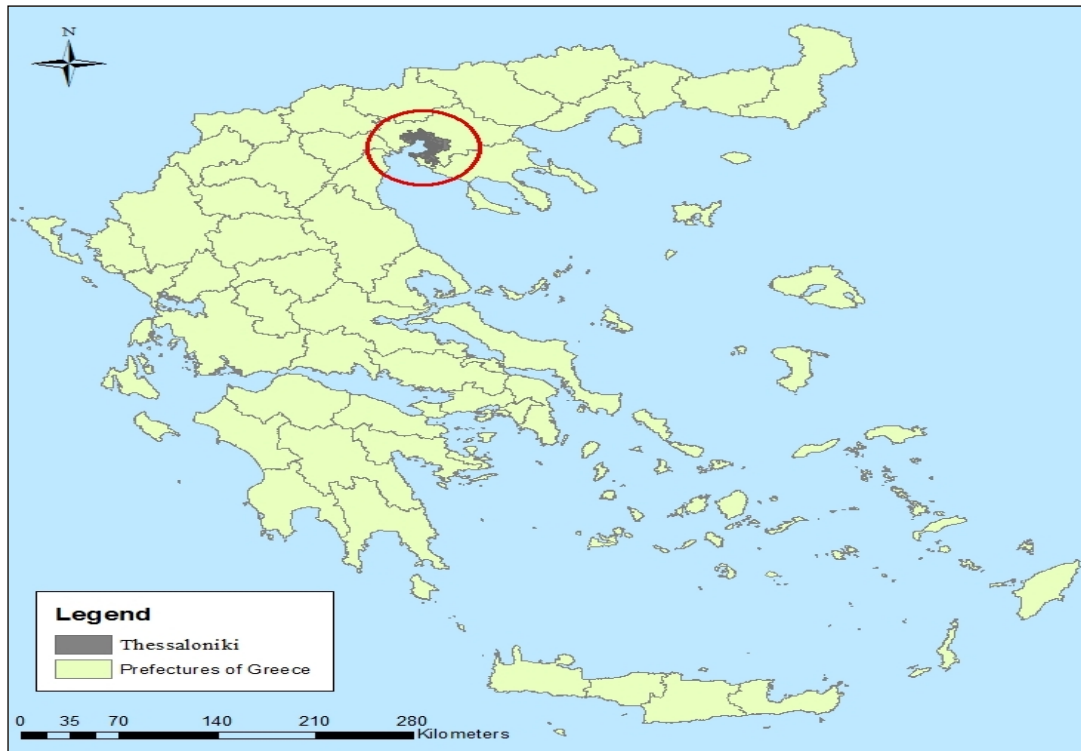 N
Legend
Thessaloniki
Prefectures of Greece
0 35 70 140 210 280
Kilometers